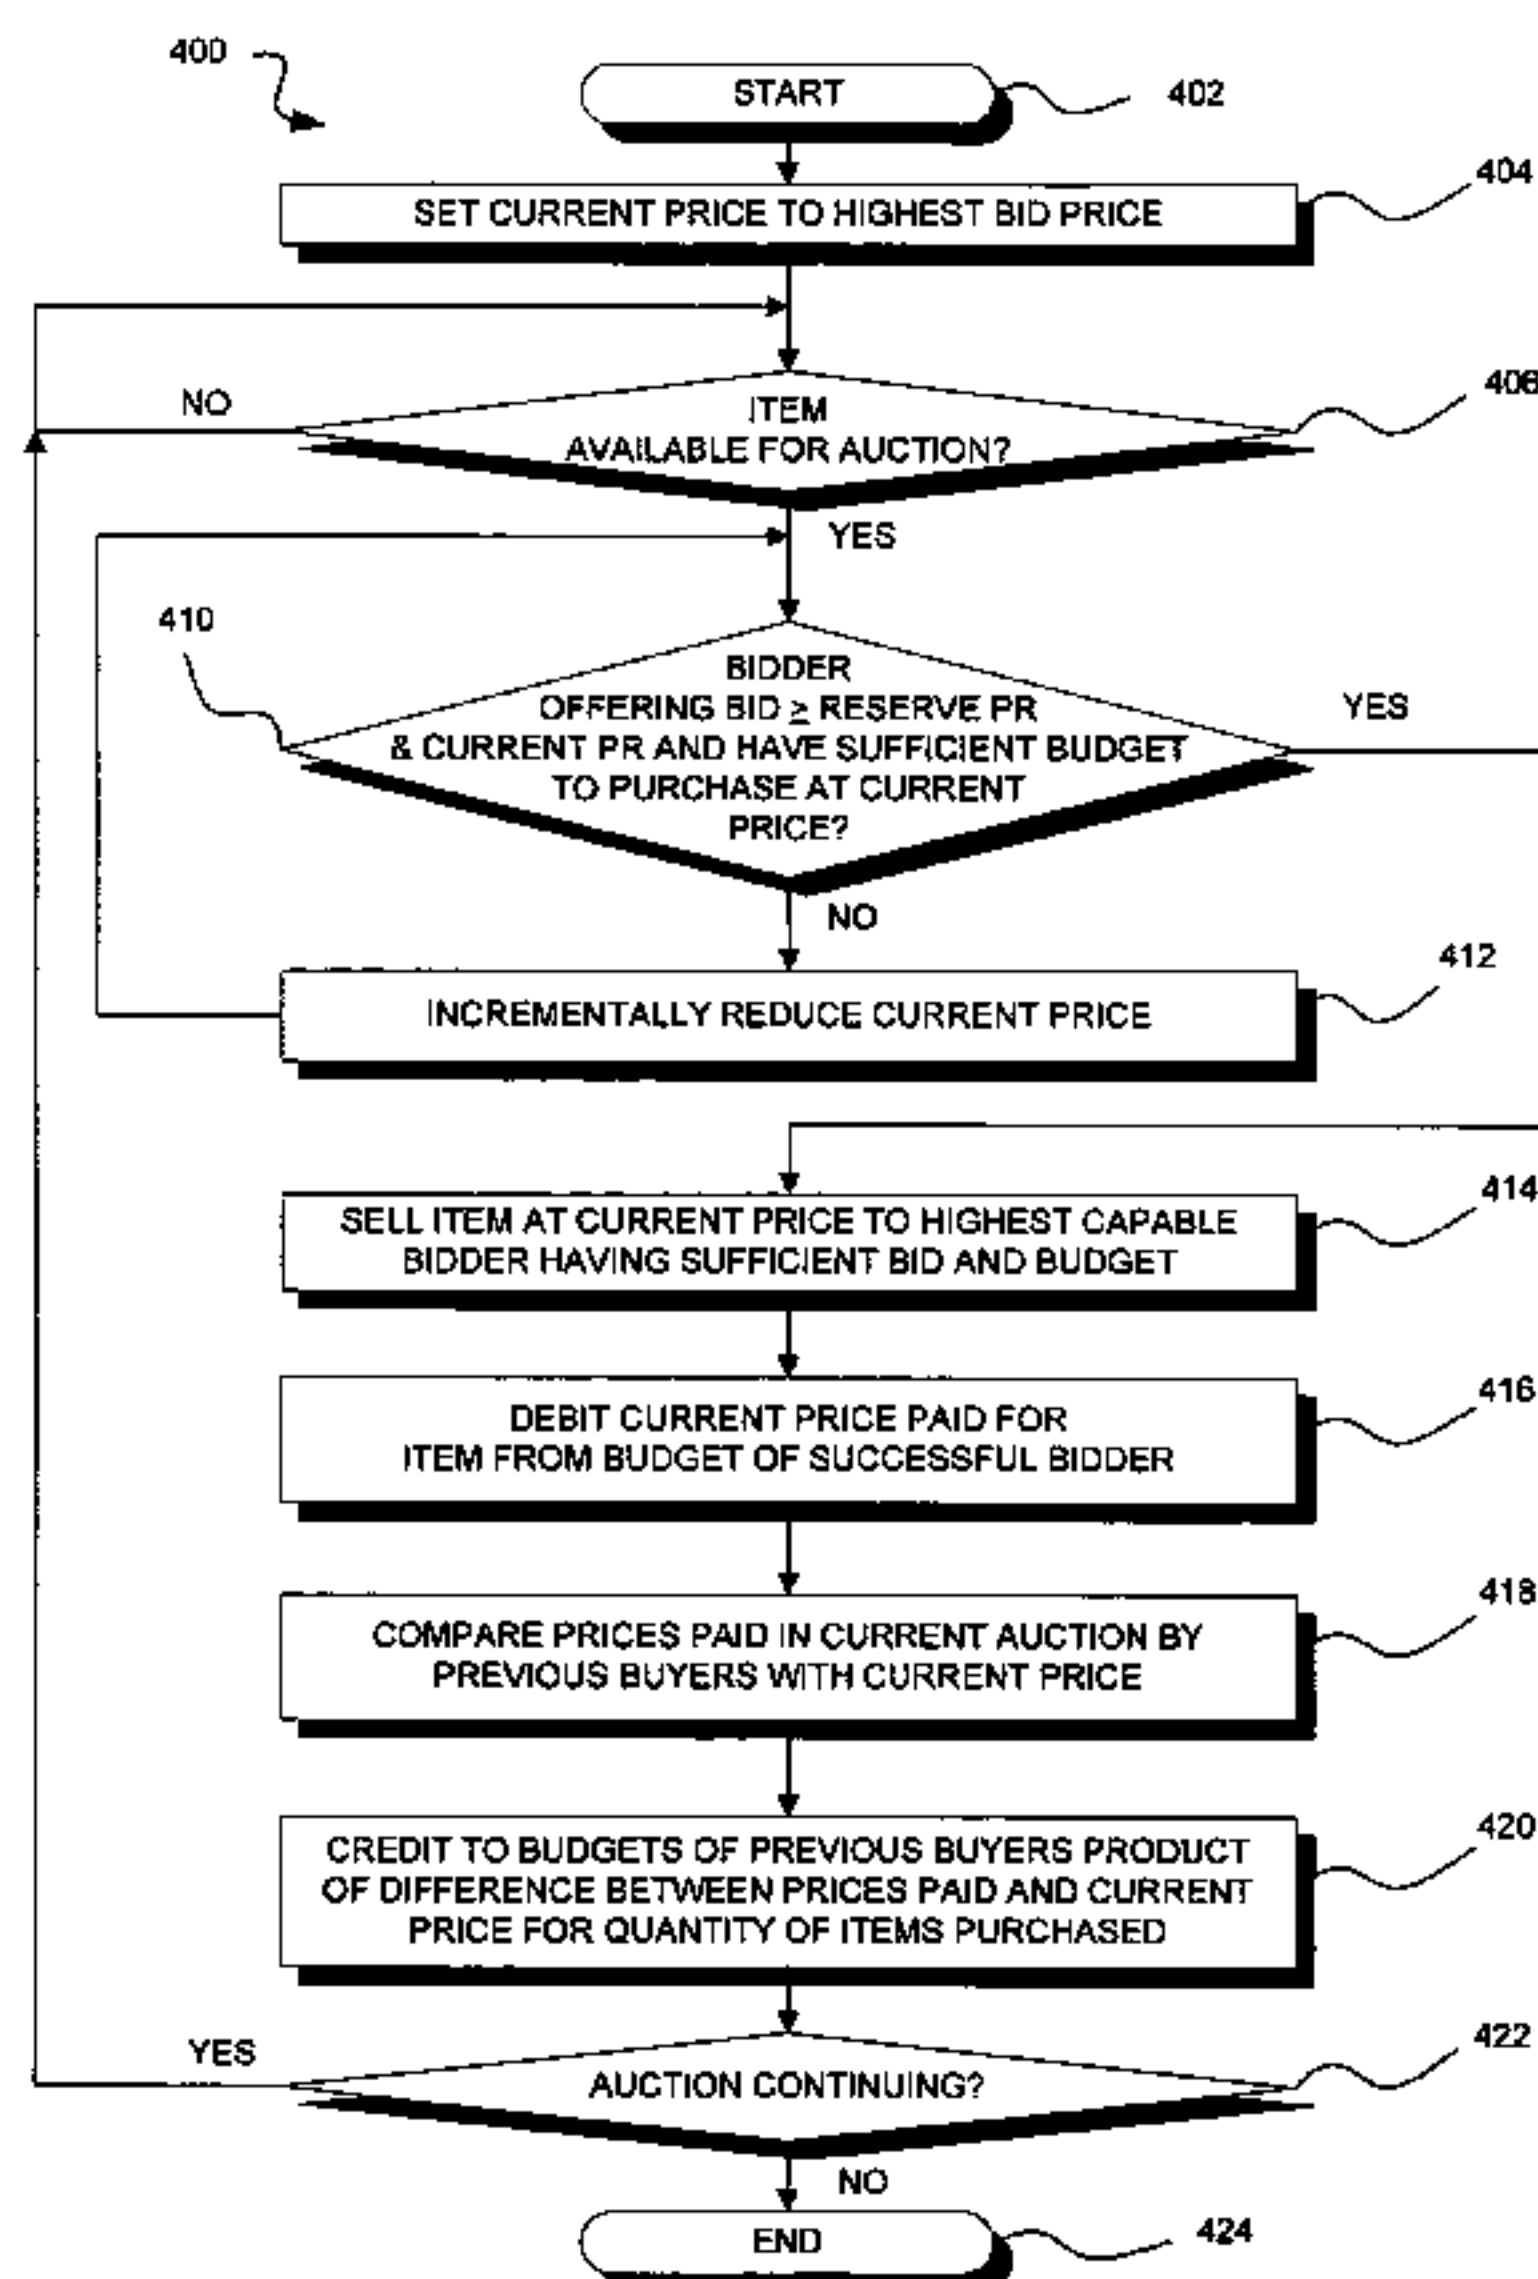 400
START
402
404
SET CURRENT PRICE TO HIGHEST BID PRICE
406
NO
ITEM
AVAILABLE FOR AUCTION?
YES
410
BIDDER
OFFERING BID ≥ RESERVE PR
& CURRENT PR AND HAVE SUFFICIENT BUDGET
TO PURCHASE AT CURRENT
PRICE?
YES
NO
412
INCREMENTALLY REDUCE CURRENT PRICE
414
SELL ITEM AT CURRENT PRICE TO HIGHEST CAPABLE
BIDDER HAVING SUFFICIENT BID AND BUDGET
416
DEBIT CURRENT PRICE PAID FOR
ITEM FROM BUDGET OF SUCCESSFUL BIDDER
418
COMPARE PRICES PAID IN CURRENT AUCTION BY
PREVIOUS BUYERS WITH CURRENT PRICE
420
CREDIT TO BUDGETS OF PREVIOUS BUYERS PRODUCT
OF DIFFERENCE BETWEEN PRICES PAID AND CURRENT
PRICE FOR QUANTITY OF ITEMS PURCHASED
422
YES
AUCTION CONTINUING?
NO
END
424